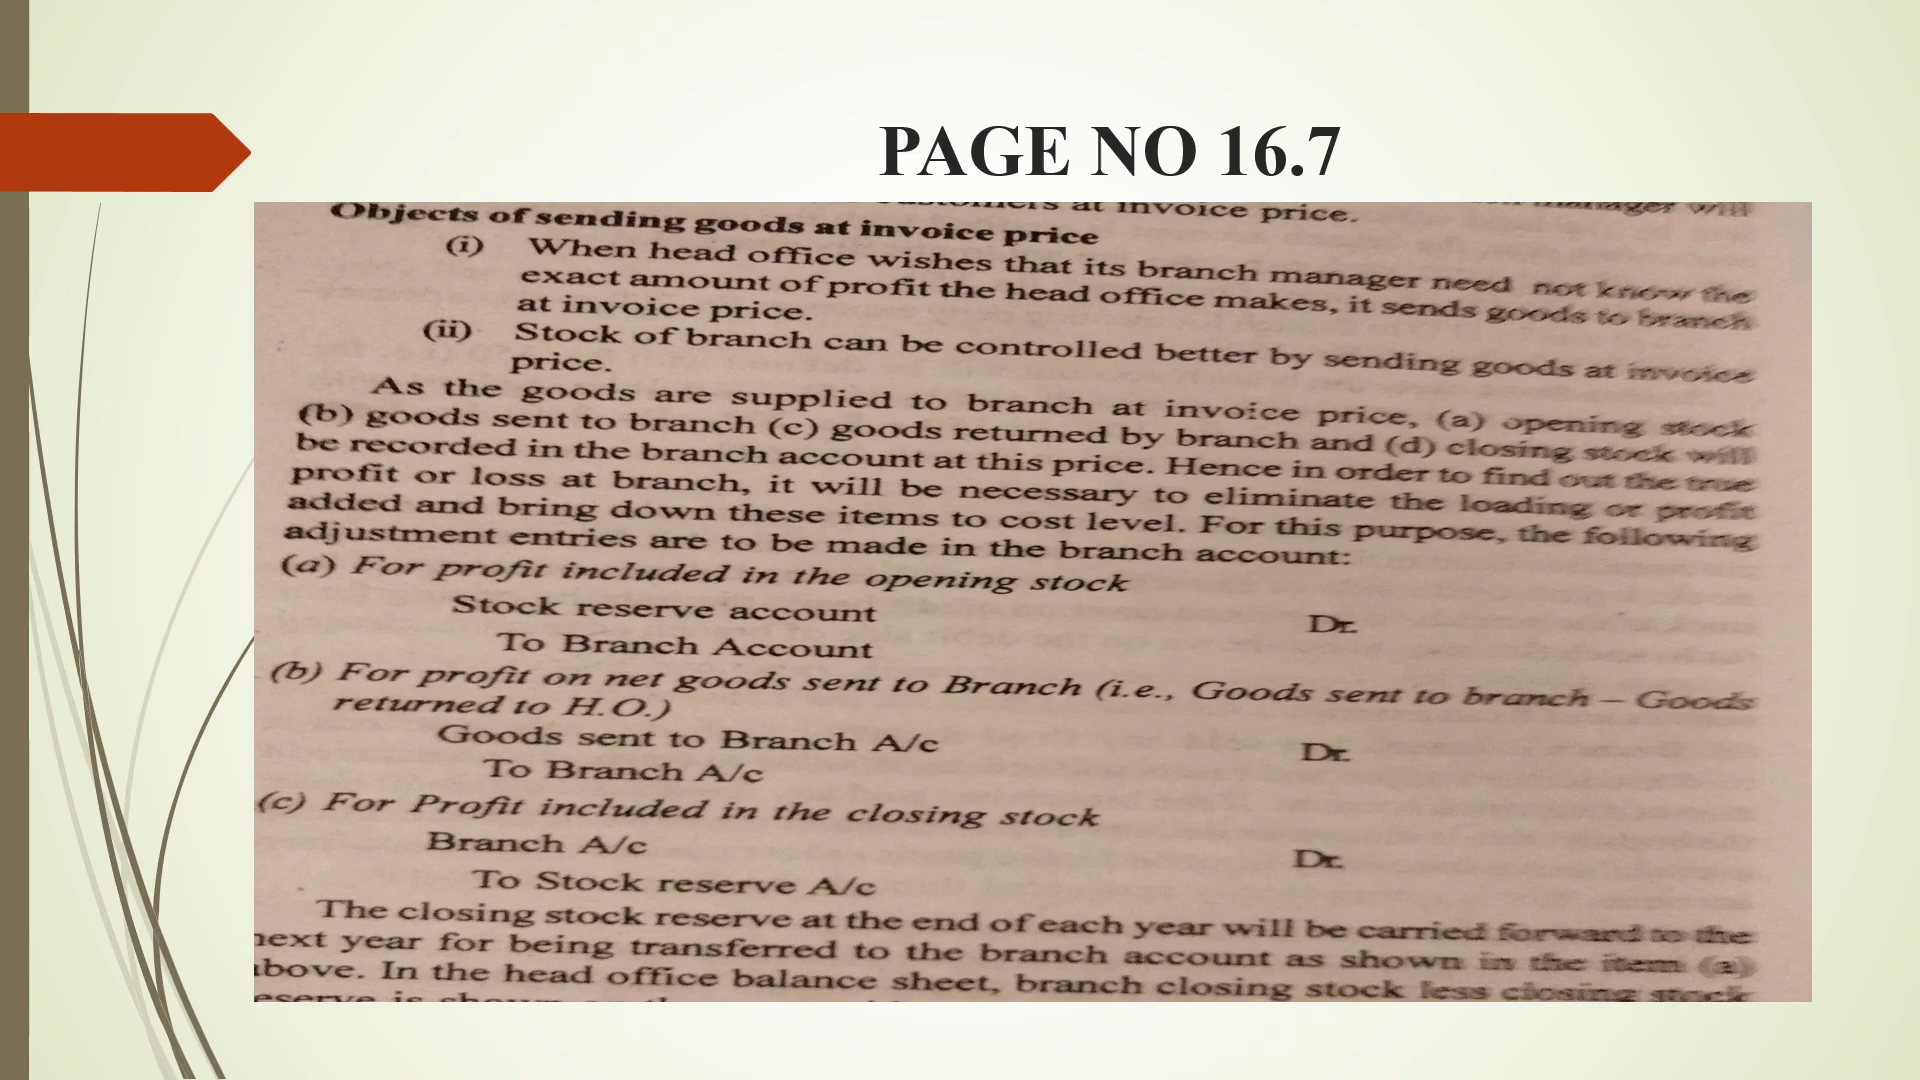 PAGE NO 16.7
customers at invoice price. manager will
Objects of sending goods at invoice price
(i) When head office wishes that its branch manager need not know the
exact amount of profit the head office makes, it sends goods to branch
at invoice price.
(ii) Stock of branch can be controlled better by sending goods at invoice
price.
As the goods are supplied to branch at invoice price, (a) opening stock
(b) goods sent to branch (c) goods returned by branch and (d) closing stock will
be recorded in the branch account at this price. Hence in order to find out the true
profit or loss at branch, it will be necessary to eliminate the loading or profit
added and bring down these items to cost level. For this purpose, the following
adjustment entries are to be made in the branch account:
(a) For profit included in the opening stock
Stock reserve account Dr.
To Branch Account
(b) For profit on net goods sent to Branch (i.e., Goods sent to branch – Goods
returned to H.O.)
Goods sent to Branch A/c Dr.
To Branch A/c
(c) For Profit included in the closing stock
Branch A/c Dr.
To Stock reserve A/c
The closing stock reserve at the end of each year will be carried forward to the
next year for being transferred to the branch account as shown in the item (a)
above. In the head office balance sheet, branch closing stock less closing stock
reserve is shown